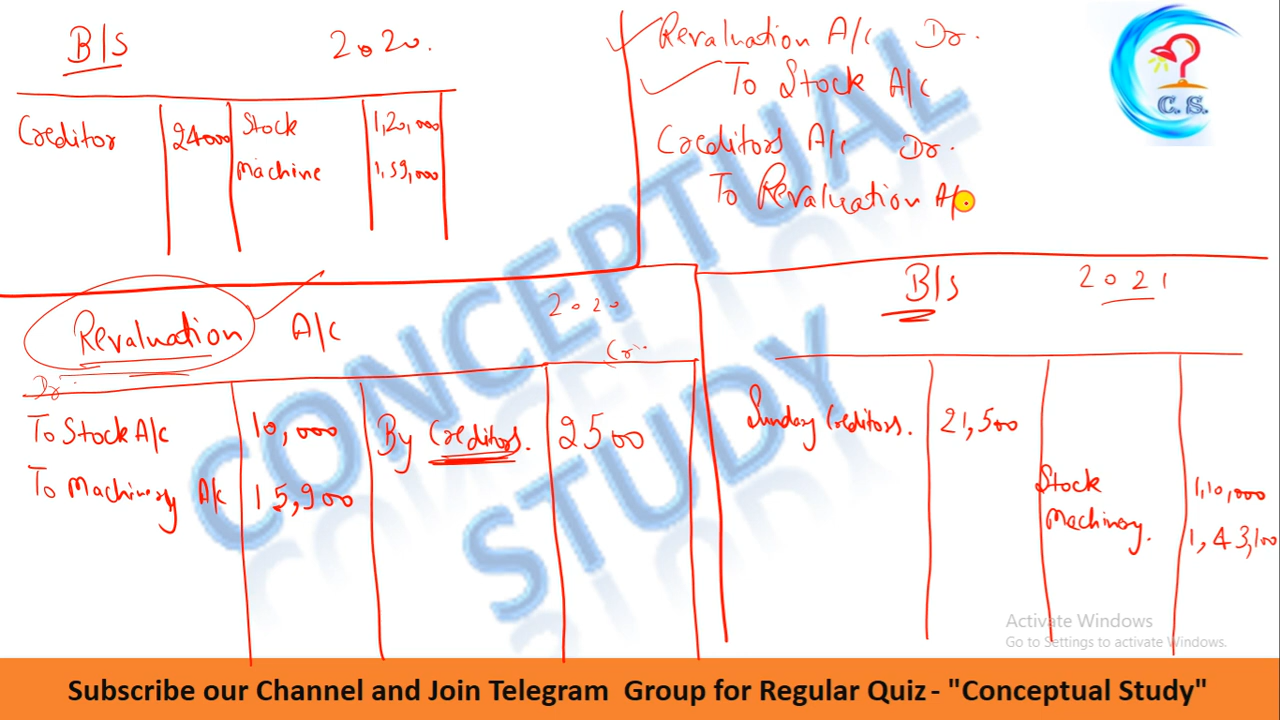 B/S 2020.
Creditor 24000 Stock 1,20,000
Machine 1,59,000
Revaluation A/c Dr.
To Stock A/c
Creditors A/c Dr.
To Revaluation A/c
C. S.
Revaluation A/c 2020
Dr. Cr.
To Stock A/c 10,000 By Creditors. 2500
To Machinery A/c 15,900
B/S 2021
Sunday Creditors. 21,500
Stock 1,10,000
Machinery. 1,43,100
CONCEPTUAL
STUDY
Activate Windows
Go to Settings to activate Windows.
Subscribe our Channel and Join Telegram Group for Regular Quiz - "Conceptual Study"